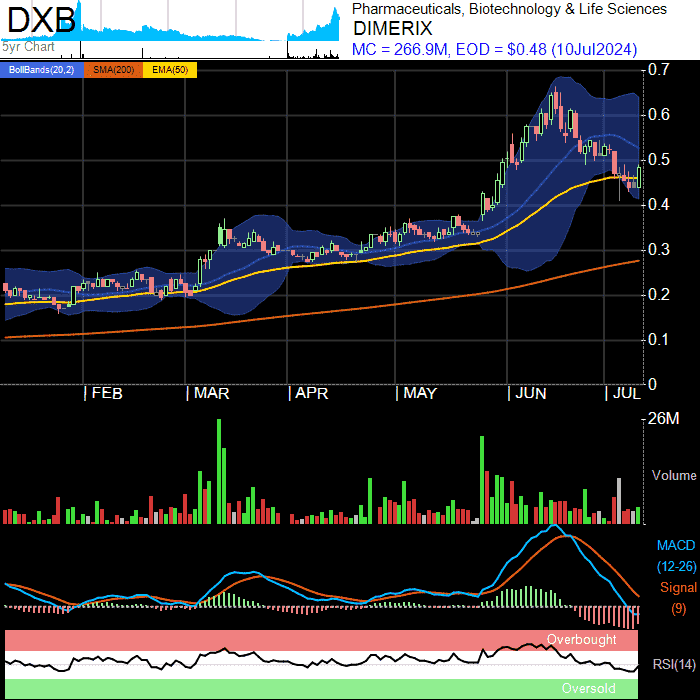 DXB
5yr Chart
Pharmaceuticals, Biotechnology & Life Sciences
DIMERIX
MC = 266.9M, EOD = $0.48 (10Jul2024)
BollBands(20,2) SMA(200) EMA(50)
0.7
0.6
0.5
0.4
0.3
0.2
0.1
0
FEB MAR APR MAY JUN JUL
26M
Volume
MACD
(12-26)
Signal
(9)
Overbought
RSI(14)
Oversold